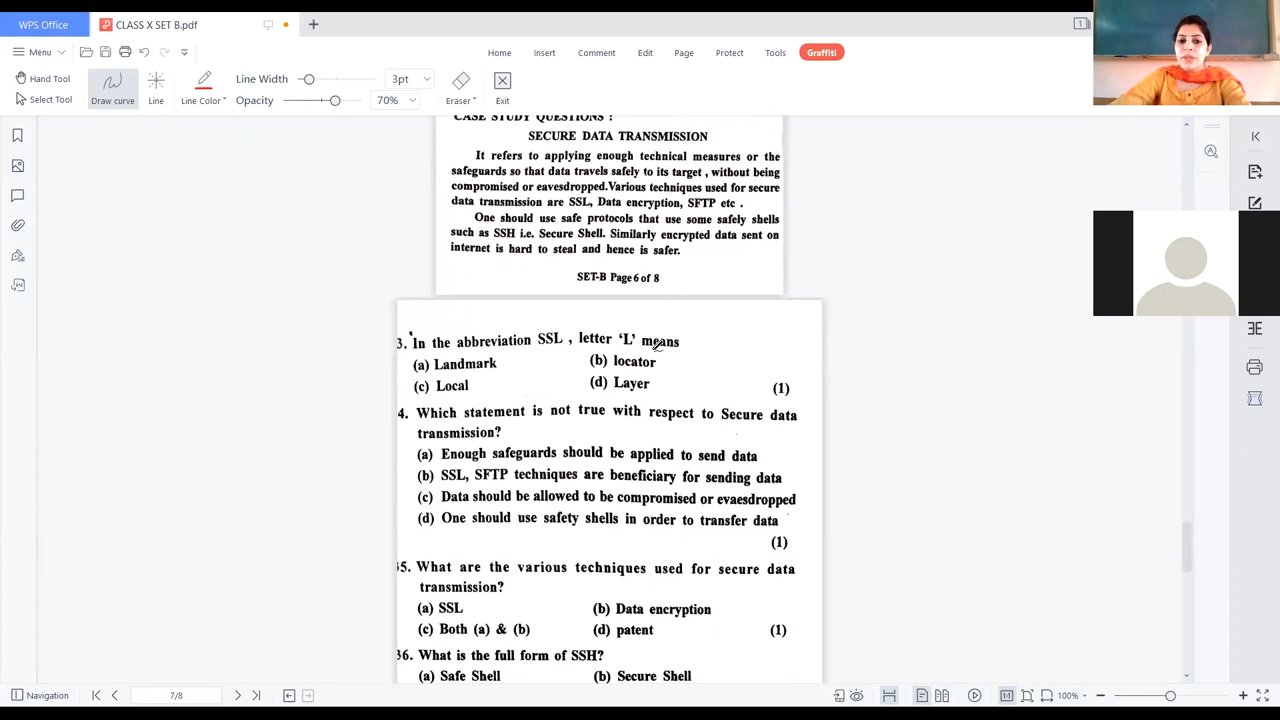 WPS Office
CLASS X SET B.pdf
Menu
Home Insert Comment Edit Page Protect Tools Graffiti
Hand Tool
Select Tool
Draw curve
Line
Line Color
Line Width 3pt
Opacity 70%
Eraser
Exit
CASE STUDY QUESTIONS :
SECURE DATA TRANSMISSION
It refers to applying enough technical measures or the
safeguards so that data travels safely to its target , without being
compromised or eavesdropped.Various techniques used for secure
data transmission are SSL, Data encryption, SFTP etc .
One should use safe protocols that use some safely shells
such as SSH i.e. Secure Shell. Similarly encrypted data sent on
internet is hard to steal and hence is safer.
SET-B Page 6 of 8
3. In the abbreviation SSL , letter ‘L’ means
(a) Landmark (b) locator
(c) Local (d) Layer (1)
4. Which statement is not true with respect to Secure data
transmission?
(a) Enough safeguards should be applied to send data
(b) SSL, SFTP techniques are beneficiary for sending data
(c) Data should be allowed to be compromised or evaesdropped
(d) One should use safety shells in order to transfer data
(1)
35. What are the various techniques used for secure data
transmission?
(a) SSL (b) Data encryption
(c) Both (a) & (b) (d) patent (1)
36. What is the full form of SSH?
(a) Safe Shell (b) Secure Shell
Navigation
7/8
100%